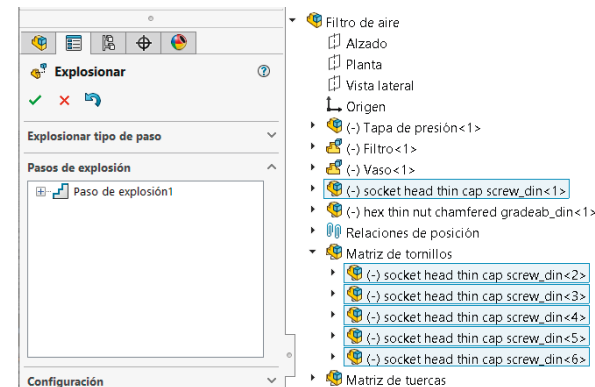 Explosionar
Explosionar tipo de paso
Pasos de explosión
Paso de explosión1
Configuración
Filtro de aire
Alzado
Planta
Vista lateral
Origen
(-) Tapa de presión<1>
(-) Filtro<1>
(-) Vaso<1>
(-) socket head thin cap screw_din<1>
(-) hex thin nut chamfered gradeab_din<1>
Relaciones de posición
Matriz de tornillos
(-) socket head thin cap screw_din<2>
(-) socket head thin cap screw_din<3>
(-) socket head thin cap screw_din<4>
(-) socket head thin cap screw_din<5>
(-) socket head thin cap screw_din<6>
Matriz de tuercas